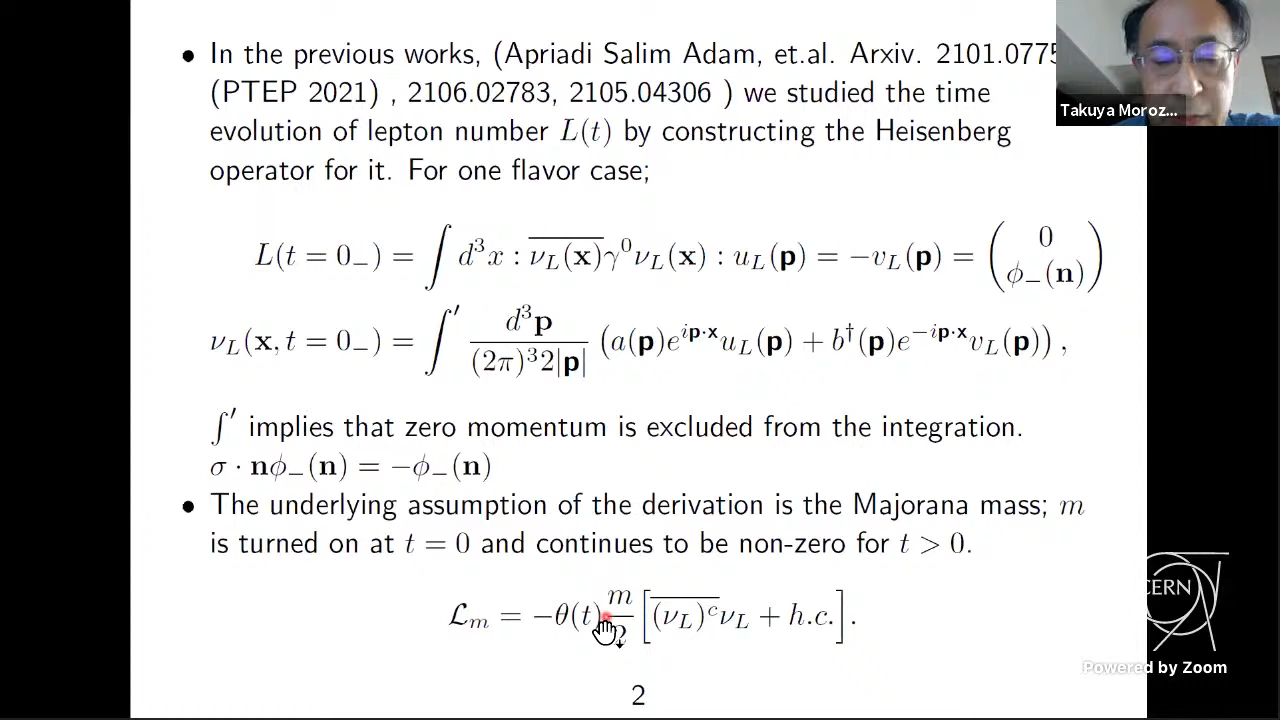 • In the previous works, (Apriadi Salim Adam, et.al. Arxiv. 2101.0775
(PTEP 2021) , 2106.02783, 2105.04306 ) we studied the time
evolution of lepton number L(t) by constructing the Heisenberg
operator for it. For one flavor case;
L(t = 0₋) = ∫ d³x : \overline{ν_L(𝐱)}γ⁰ν_L(𝐱) : u_L(𝐩) = −v_L(𝐩) = (0 ϕ₋(𝐧))
ν_L(𝐱, t = 0₋) = ∫′ d³𝐩/(2π)³2|𝐩| (a(𝐩)e^{i𝐩·𝐱}u_L(𝐩) + b†(𝐩)e^{−i𝐩·𝐱}v_L(𝐩)) ,
∫′ implies that zero momentum is excluded from the integration.
σ · 𝐧ϕ₋(𝐧) = −ϕ₋(𝐧)
• The underlying assumption of the derivation is the Majorana mass; m
is turned on at t = 0 and continues to be non-zero for t > 0.
ℒ_m = −θ(t) m/2 [\overline{(ν_L)^c}ν_L + h.c.].
2
Takuya Moroz...
CERN
Powered by Zoom